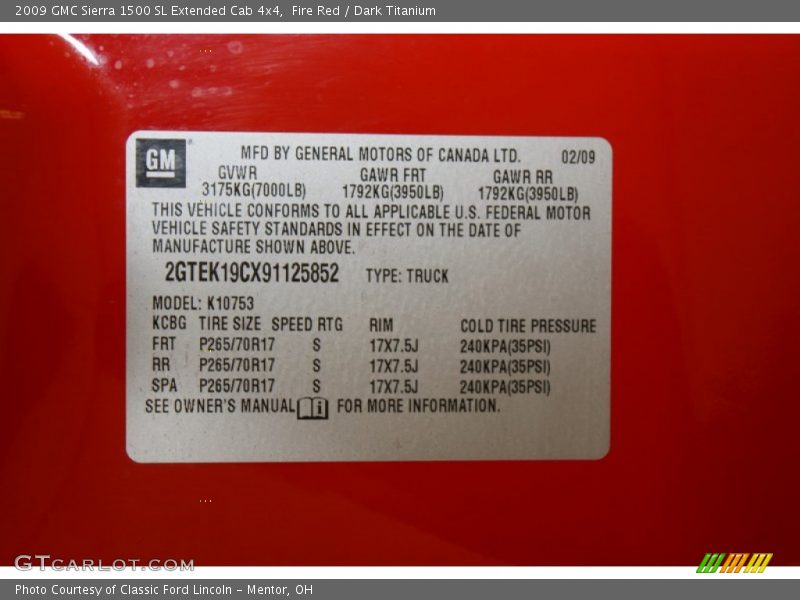 2009 GMC Sierra 1500 SL Extended Cab 4x4, Fire Red / Dark Titanium
GM
MFD BY GENERAL MOTORS OF CANADA LTD. 02/09
GVWR GAWR FRT GAWR RR
3175KG(7000LB) 1792KG(3950LB) 1792KG(3950LB)
THIS VEHICLE CONFORMS TO ALL APPLICABLE U.S. FEDERAL MOTOR
VEHICLE SAFETY STANDARDS IN EFFECT ON THE DATE OF
MANUFACTURE SHOWN ABOVE.
2GTEK19CX91125852 TYPE: TRUCK
MODEL: K10753
KCBG TIRE SIZE SPEED RTG RIM COLD TIRE PRESSURE
FRT P265/70R17 S 17X7.5J 240KPA(35PSI)
RR P265/70R17 S 17X7.5J 240KPA(35PSI)
SPA P265/70R17 S 17X7.5J 240KPA(35PSI)
SEE OWNER'S MANUAL FOR MORE INFORMATION.
GTCARLOT.COM
Photo Courtesy of Classic Ford Lincoln - Mentor, OH